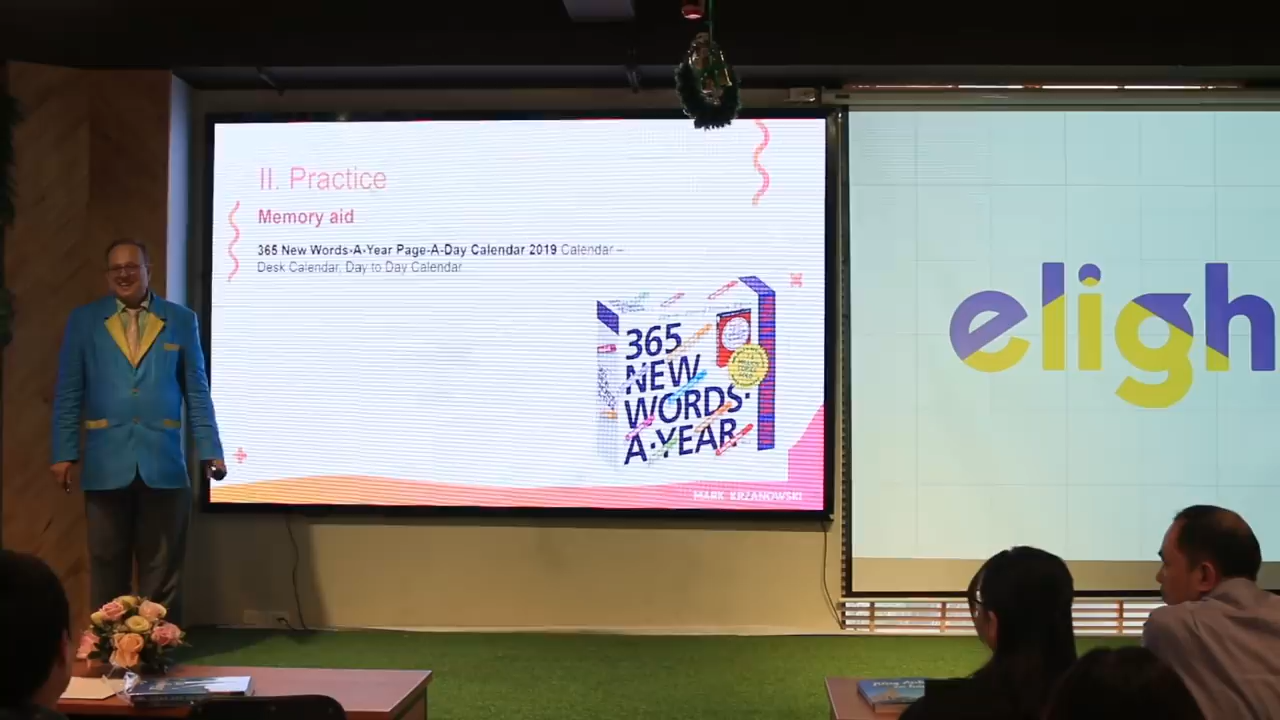 II. Practice
Memory aid
365 New Words-A-Year Page-A-Day Calendar 2019 Calendar –
Desk Calendar, Day to Day Calendar
365
NEW
WORDS-
A-YEAR
MARK KRZANOWSKI
eligh